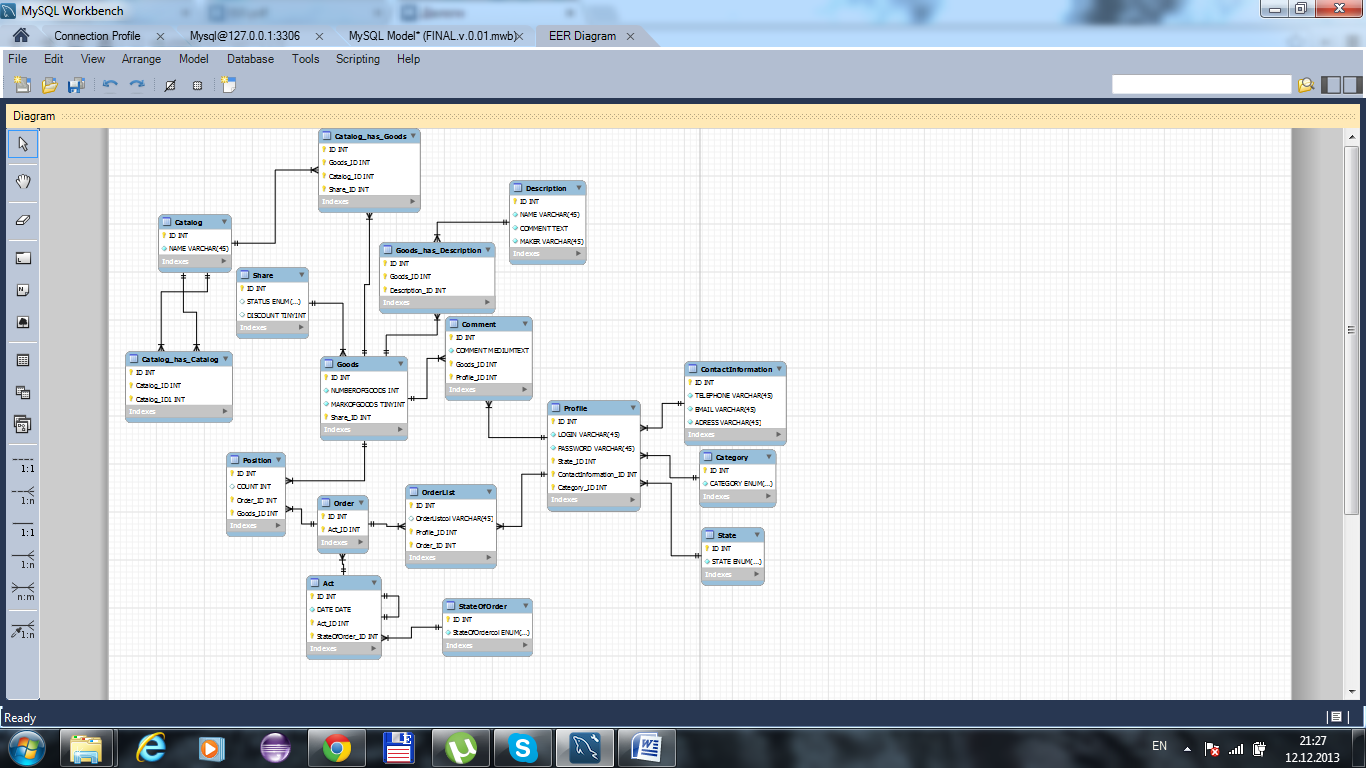 MySQL Workbench
Connection Profile
Mysql@127.0.0.1:3306
MySQL Model* (FINAL.v.0.01.mwb)
EER Diagram
File Edit View Arrange Model Database Tools Scripting Help
Diagram
Catalog_has_Goods
ID INT
Goods_ID INT
Catalog_ID INT
Share_ID INT
Indexes
Description
ID INT
NAME VARCHAR(45)
COMMENT TEXT
MAKER VARCHAR(45)
Indexes
Catalog
ID INT
NAME VARCHAR(45)
Indexes
Goods_has_Description
ID INT
Goods_ID INT
Description_ID INT
Indexes
Share
ID INT
STATUS ENUM(...)
DISCOUNT TINYINT
Indexes
Comment
ID INT
COMMENT MEDIUMTEXT
Goods_ID INT
Profile_ID INT
Indexes
Catalog_has_Catalog
ID INT
Catalog_ID INT
Catalog_ID1 INT
Indexes
Goods
ID INT
NUMBEROFGOODS INT
MARKOFGOODS TINYINT
Share_ID INT
Indexes
ContactInformation
ID INT
TELEPHONE VARCHAR(45)
EMAIL VARCHAR(45)
ADRESS VARCHAR(45)
Indexes
Profile
ID INT
LOGIN VARCHAR(45)
PASSWORD VARCHAR(45)
State_ID INT
ContactInformation_ID INT
Category_ID INT
Indexes
Category
ID INT
CATEGORY ENUM(...)
Indexes
Position
ID INT
COUNT INT
Order_ID INT
Goods_ID INT
Indexes
Order
ID INT
Act_ID INT
Indexes
OrderList
ID INT
OrderListcol VARCHAR(45)
Profile_ID INT
Order_ID INT
Indexes
State
ID INT
STATE ENUM(...)
Indexes
Act
ID INT
DATE DATE
Act_ID INT
StateOfOrder_ID INT
Indexes
StateOfOrder
ID INT
StateOfOrdercol ENUM(...)
Indexes
1:1
1:n
1:1
1:n
n:m
1:n
Ready
EN
21:27
12.12.2013